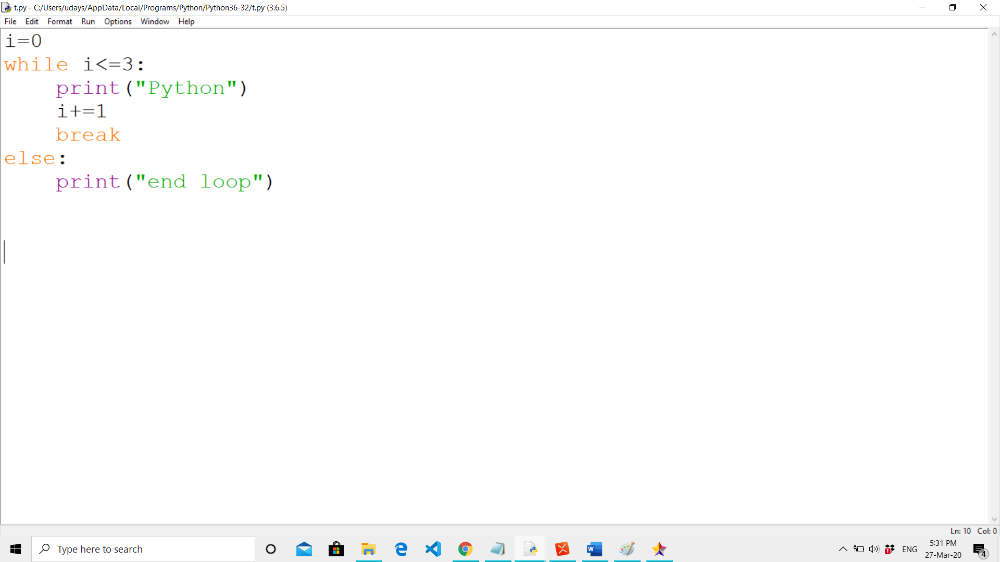 t.py - C:/Users/udays/AppData/Local/Programs/Python/Python36-32/t.py (3.6.5)
File Edit Format Run Options Window Help
i=0
while i<=3:
    print("Python")
    i+=1
    break
else:
    print("end loop")
Ln: 10 Col: 0
Type here to search
W
1
ENG
5:31 PM
27-Mar-20
4